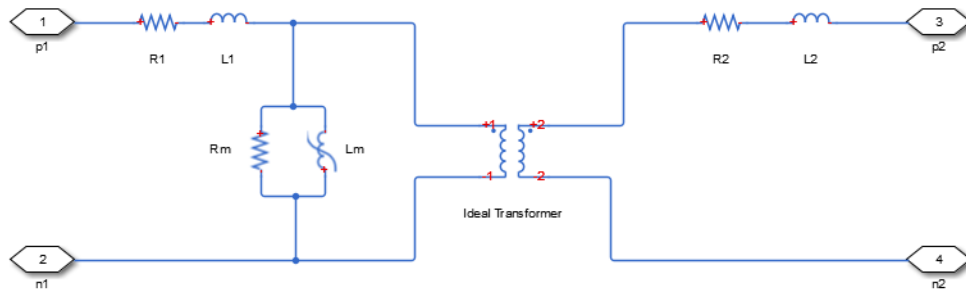 1
p1
R1
L1
R2
L2
3
p2
+1
+2
Rm
Lm
-1
-2
Ideal Transformer
2
n1
4
n2